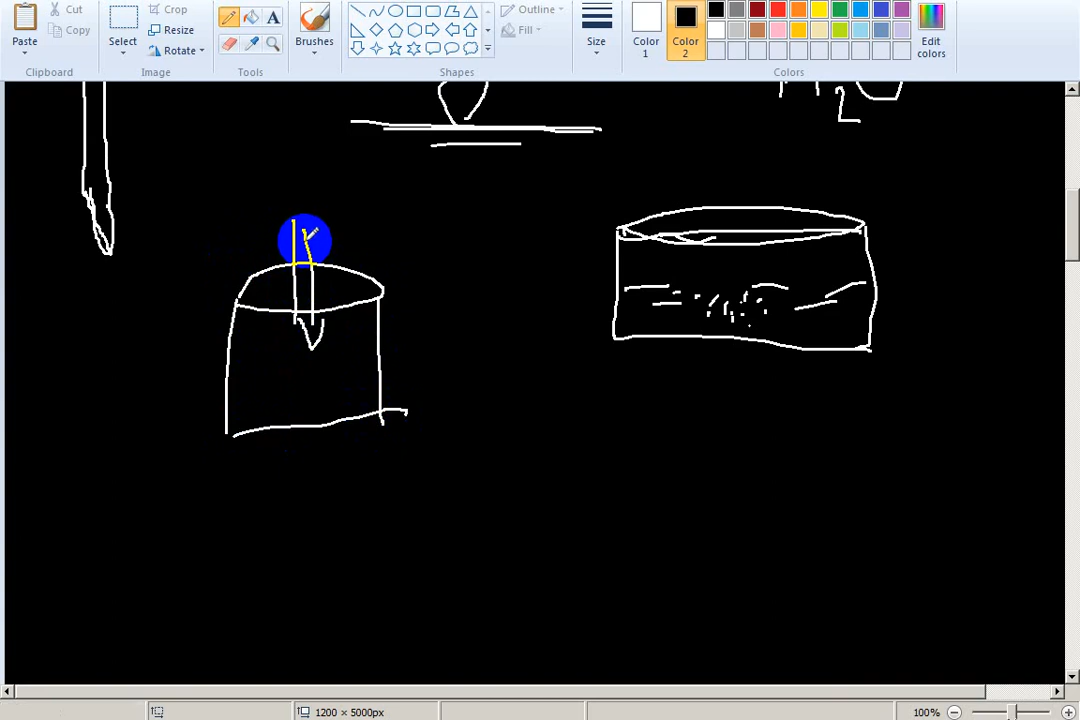 Paste
Cut
Copy
Clipboard
Select
Crop
Resize
Rotate
Image
A
Tools
Brushes
Shapes
Outline
Fill
Size
Color
1
Color
2
Colors
Edit
colors
H2O
1200 × 5000px
100%